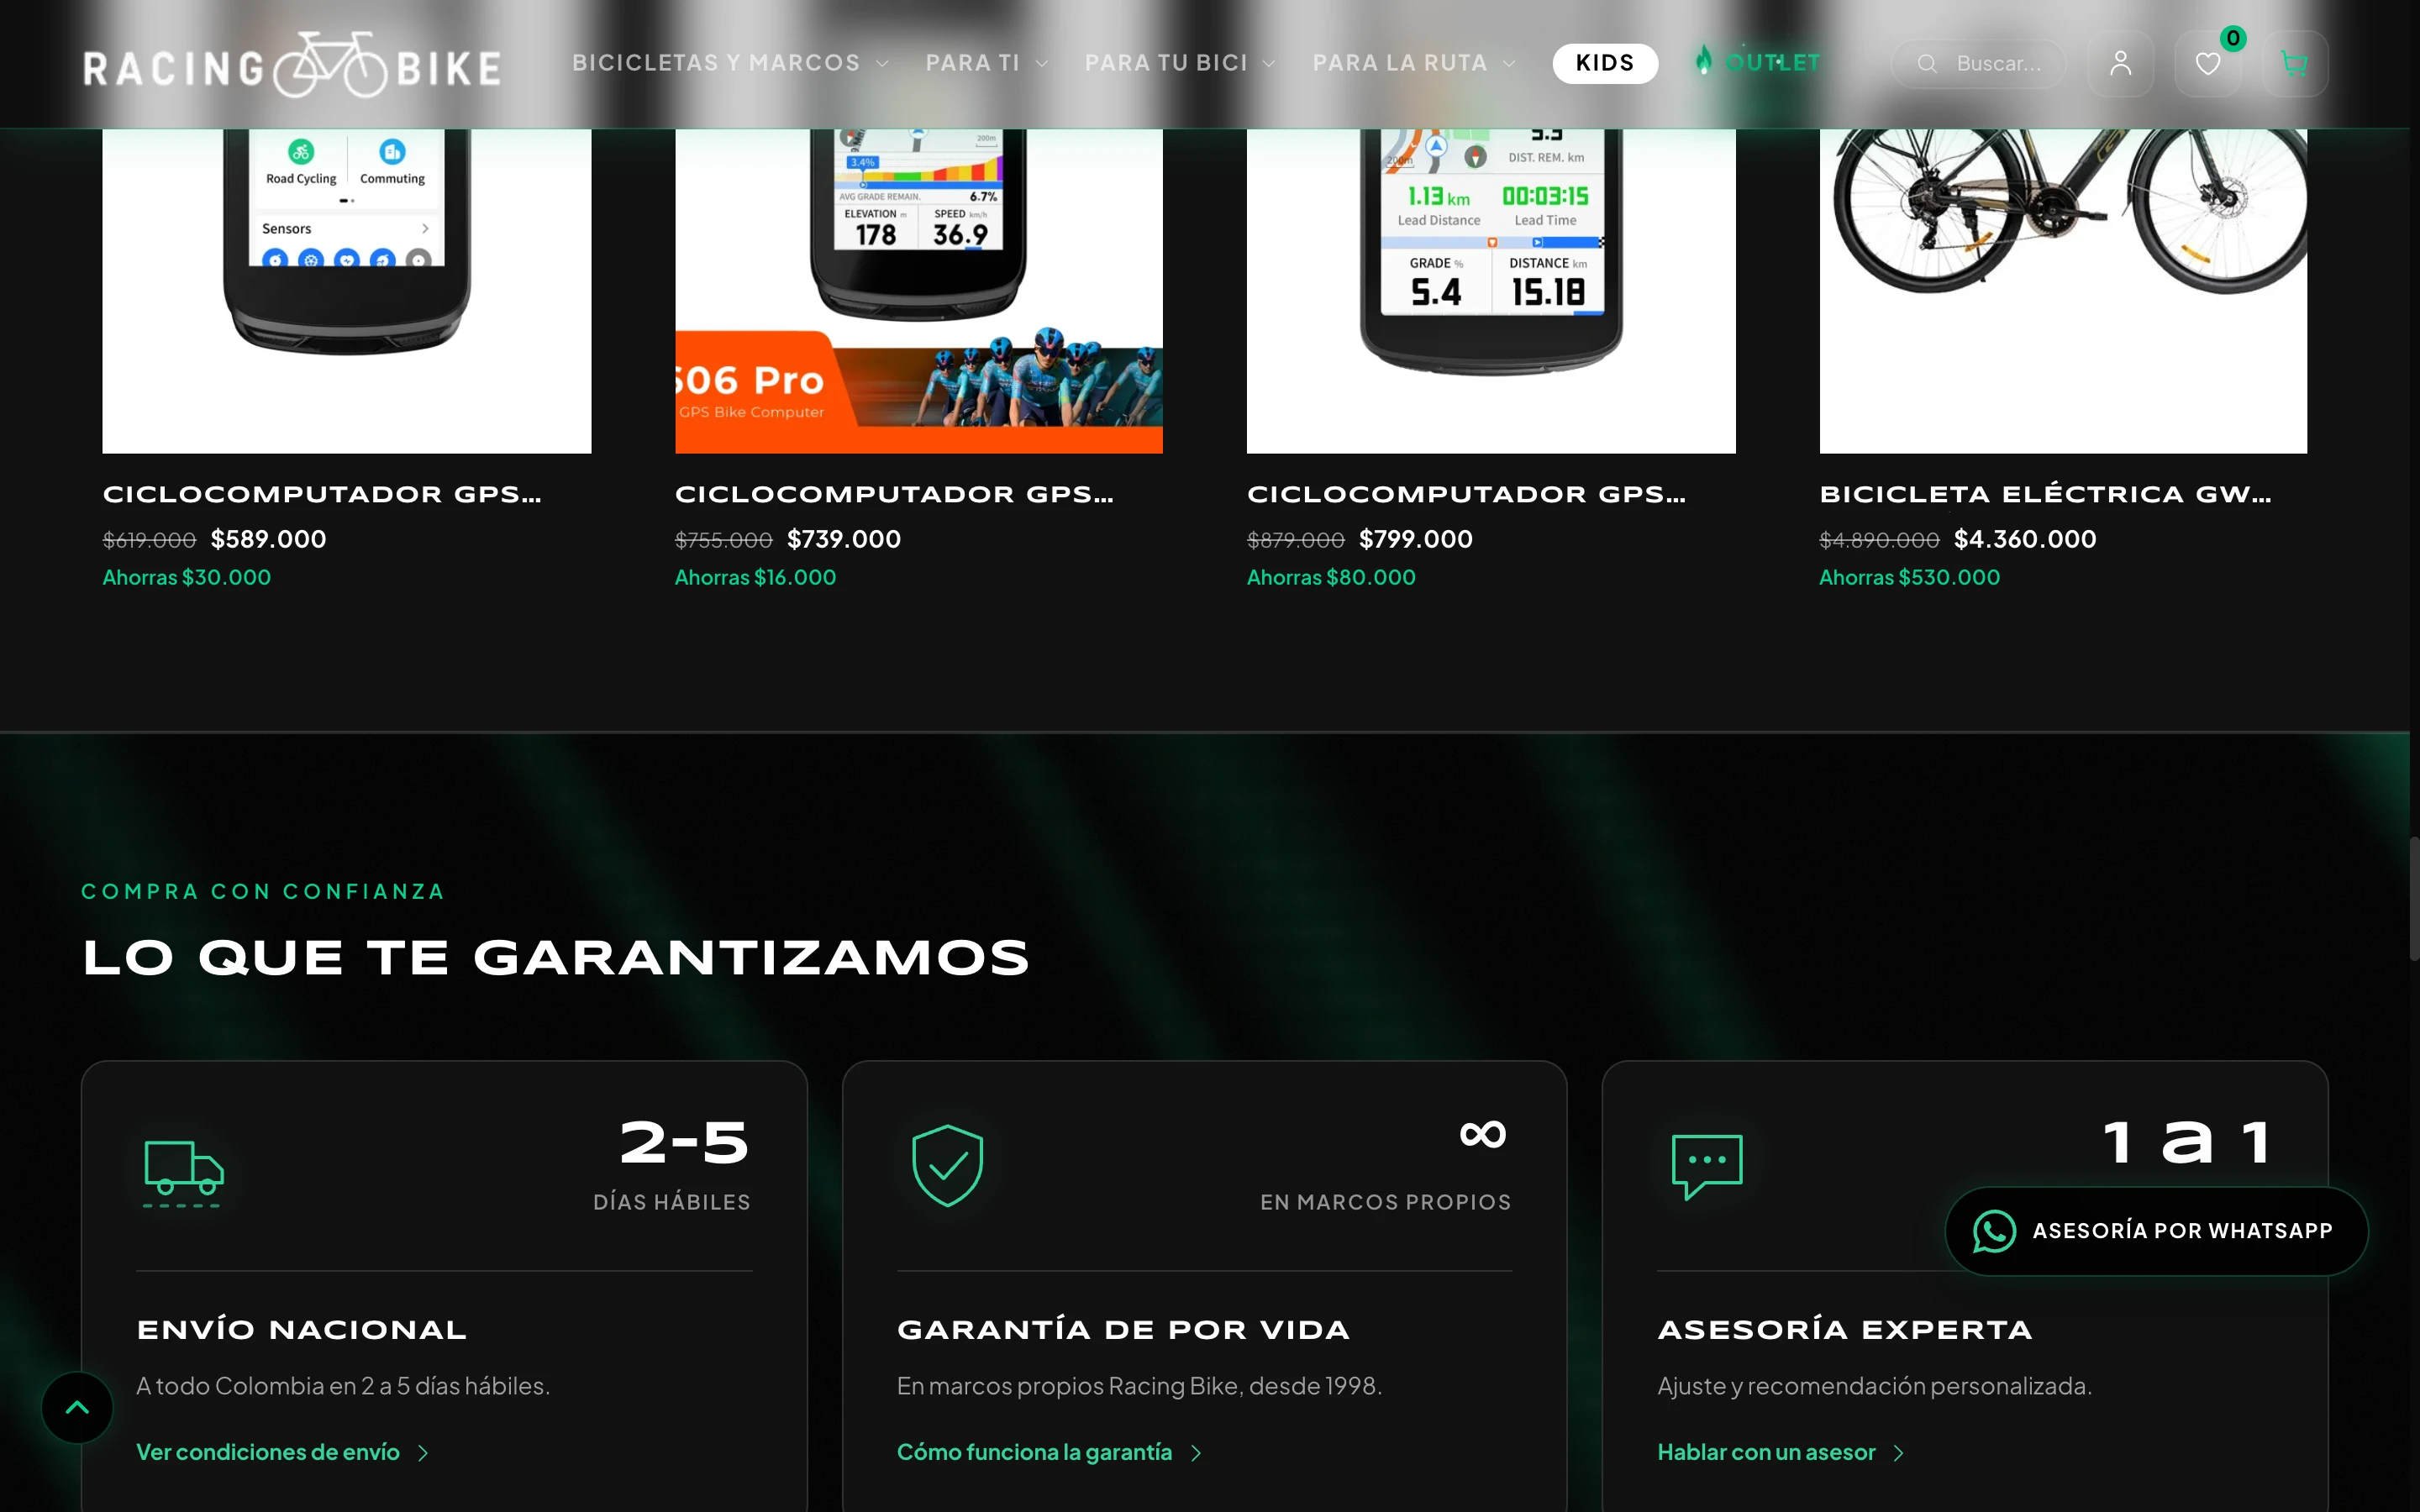 RACING BIKE
BICICLETAS Y MARCOS
PARA TI
PARA TU BICI
PARA LA RUTA
KIDS
OUTLET
Buscar...
0
Road Cycling
Commuting
Sensors
200m
3.4%
AVG GRADE REMAIN.
6.7%
ELEVATION m
SPEED km/h
178
36.9
606 Pro
GPS Bike Computer
200m
5.3
DIST. REM. km
1.13 km
00:03:15
Lead Distance
Lead Time
GRADE %
DISTANCE km
5.4
15.18
CICLOCOMPUTADOR GPS...
$619.000 $589.000
Ahorras $30.000
CICLOCOMPUTADOR GPS...
$755.000 $739.000
Ahorras $16.000
CICLOCOMPUTADOR GPS...
$879.000 $799.000
Ahorras $80.000
BICICLETA ELÉCTRICA GW...
$4.890.000 $4.360.000
Ahorras $530.000
COMPRA CON CONFIANZA
LO QUE TE GARANTIZAMOS
2-5
DÍAS HÁBILES
ENVÍO NACIONAL
A todo Colombia en 2 a 5 días hábiles.
Ver condiciones de envío
∞
EN MARCOS PROPIOS
GARANTÍA DE POR VIDA
En marcos propios Racing Bike, desde 1998.
Cómo funciona la garantía
1 a 1
ASESORÍA POR WHATSAPP
ASESORÍA EXPERTA
Ajuste y recomendación personalizada.
Hablar con un asesor